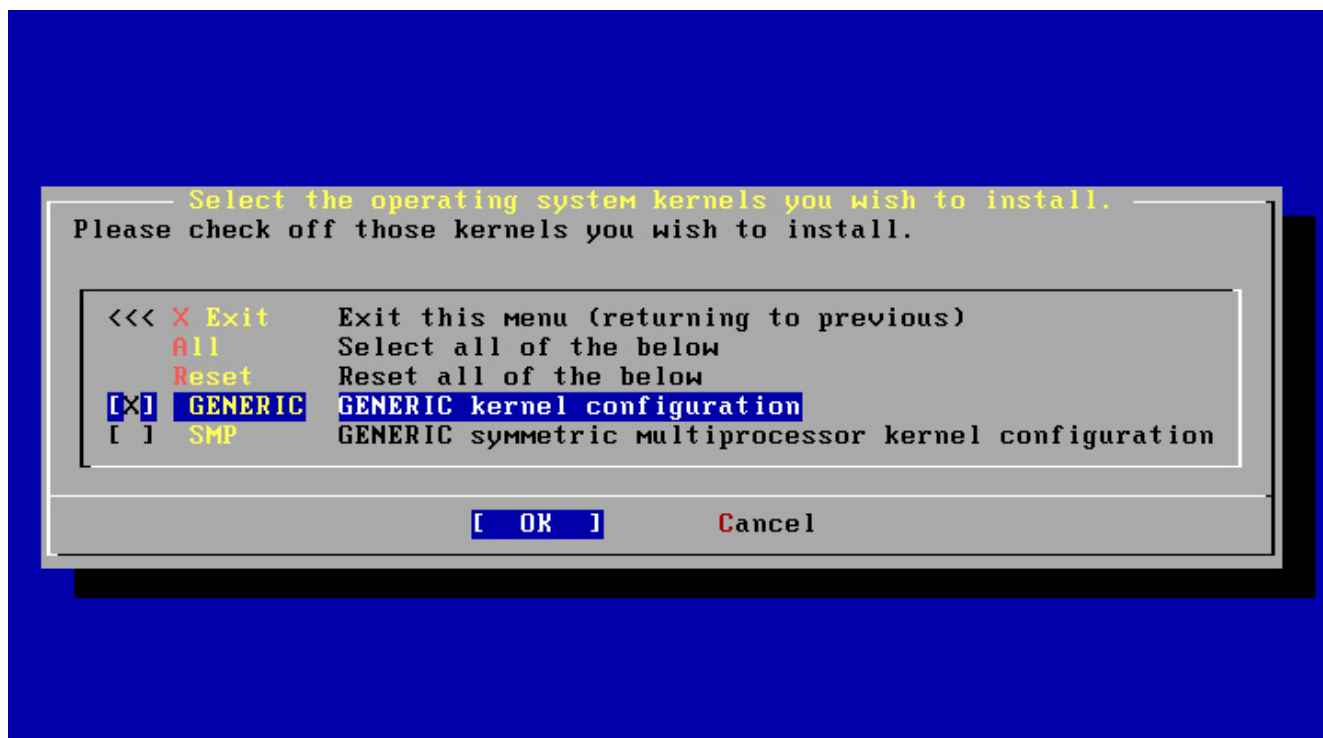 Select the operating system kernels you wish to install.
Please check off those kernels you wish to install.
<<< X Exit Exit this menu (returning to previous)
All Select all of the below
Reset Reset all of the below
[X] GENERIC GENERIC kernel configuration
[ ] SMP GENERIC symmetric multiprocessor kernel configuration
[ OK ] Cancel